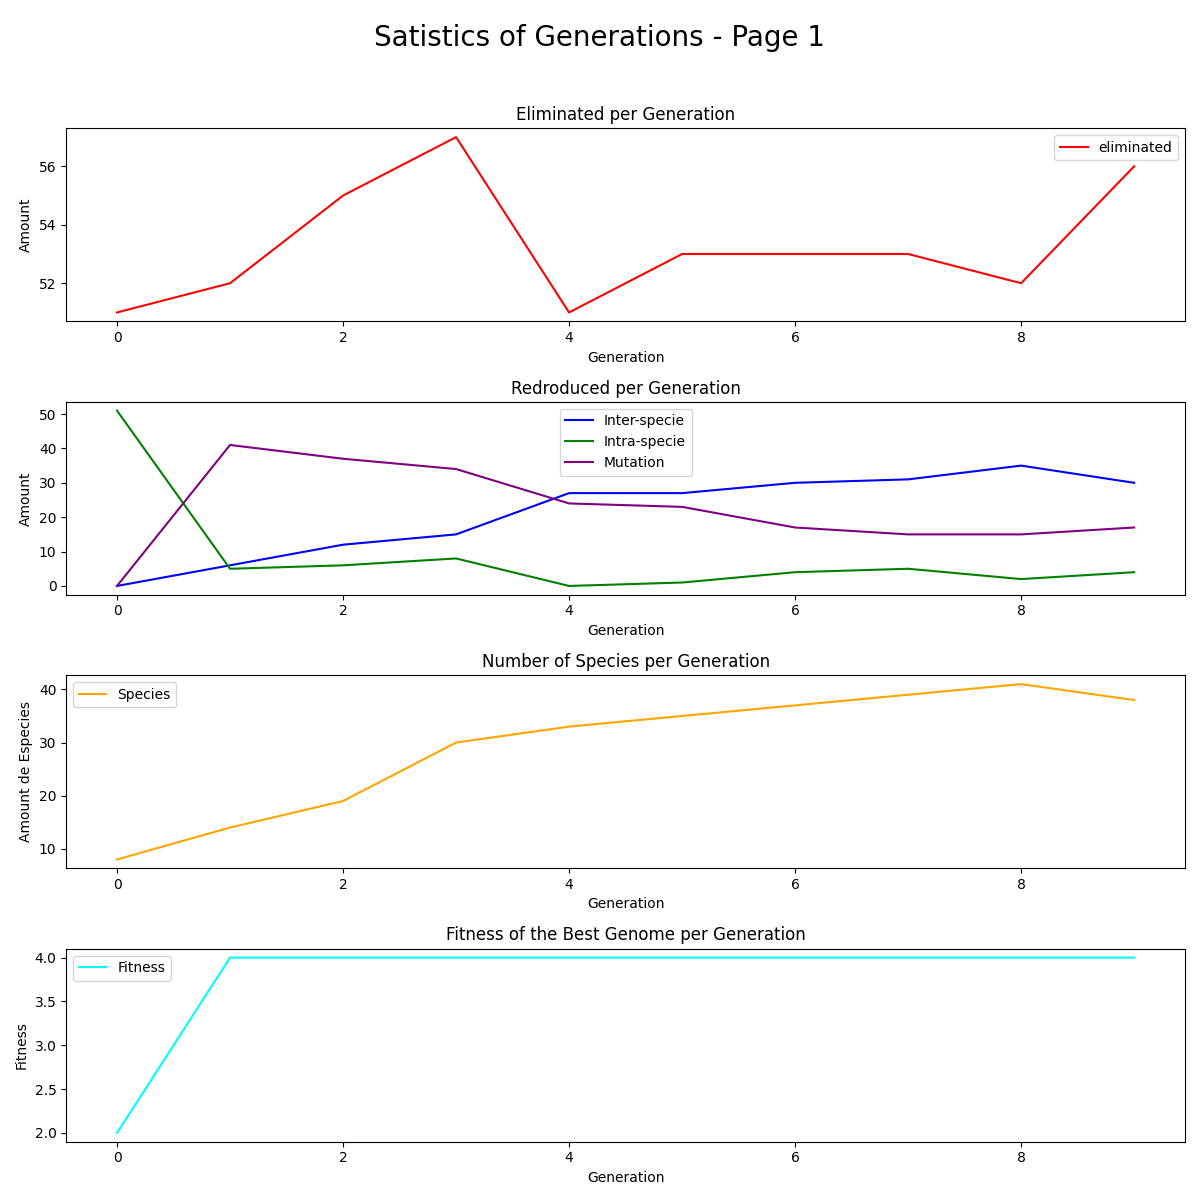 Satistics of Generations - Page 1
Eliminated per Generation
eliminated
56
54
52
Amount
0 2 4 6 8
Generation
Redroduced per Generation
Inter-specie
Intra-specie
Mutation
50
40
30
20
10
0
Amount
0 2 4 6 8
Generation
Number of Species per Generation
Species
40
30
20
10
Amount de Especies
0 2 4 6 8
Generation
Fitness of the Best Genome per Generation
Fitness
4.0
3.5
3.0
2.5
2.0
Fitness
0 2 4 6 8
Generation